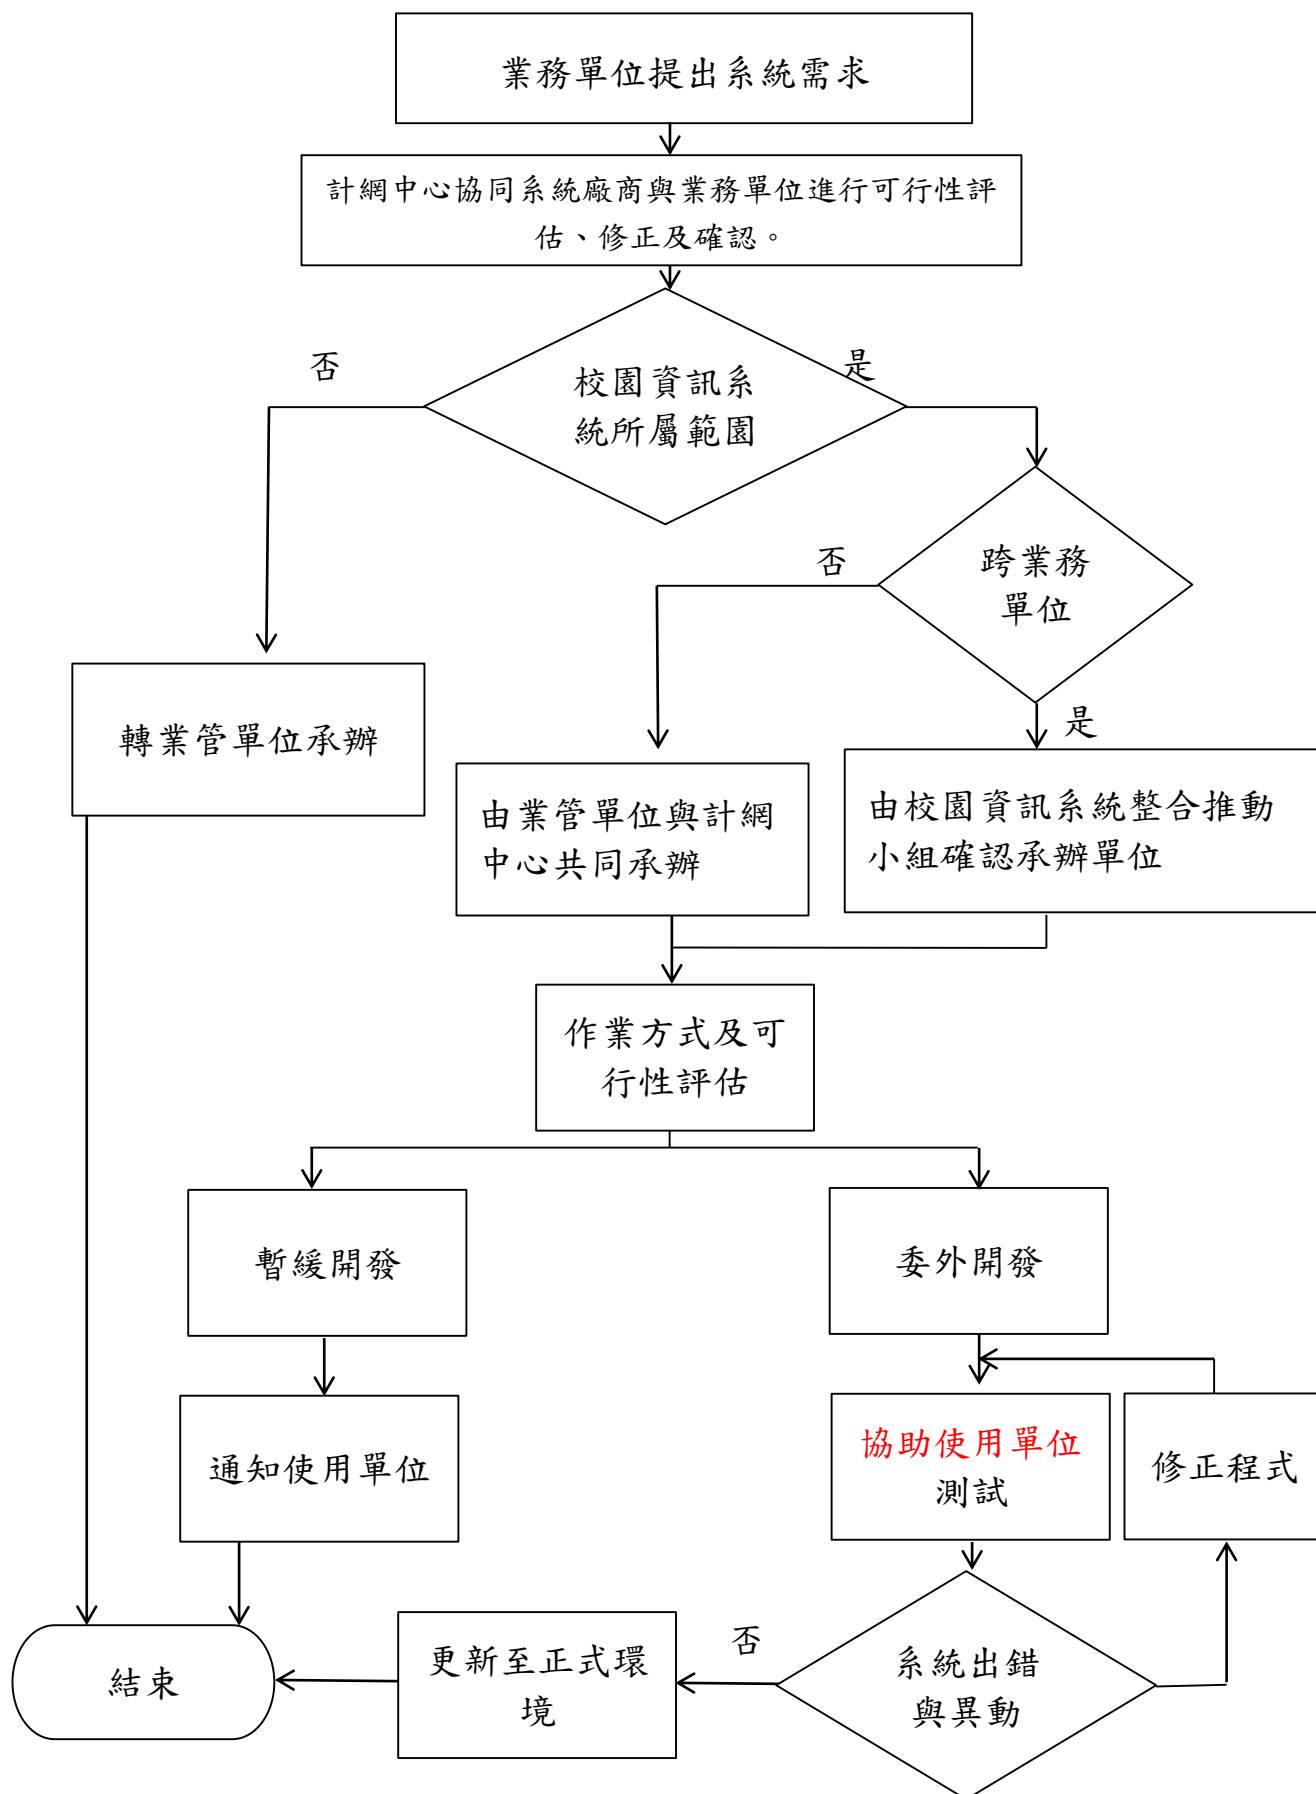 業務單位提出系統需求
計網中心協同系統廠商與業務單位進行可行性評
估、修正及確認。
否
是
校園資訊系
統所屬範圍
否
跨業務
單位
是
轉業管單位承辦
由業管單位與計網
中心共同承辦
由校園資訊系統整合推動
小組確認承辦單位
作業方式及可
行性評估
暫緩開發
委外開發
通知使用單位
協助使用單位
測試
修正程式
結束
更新至正式環
境
否
系統出錯
與異動